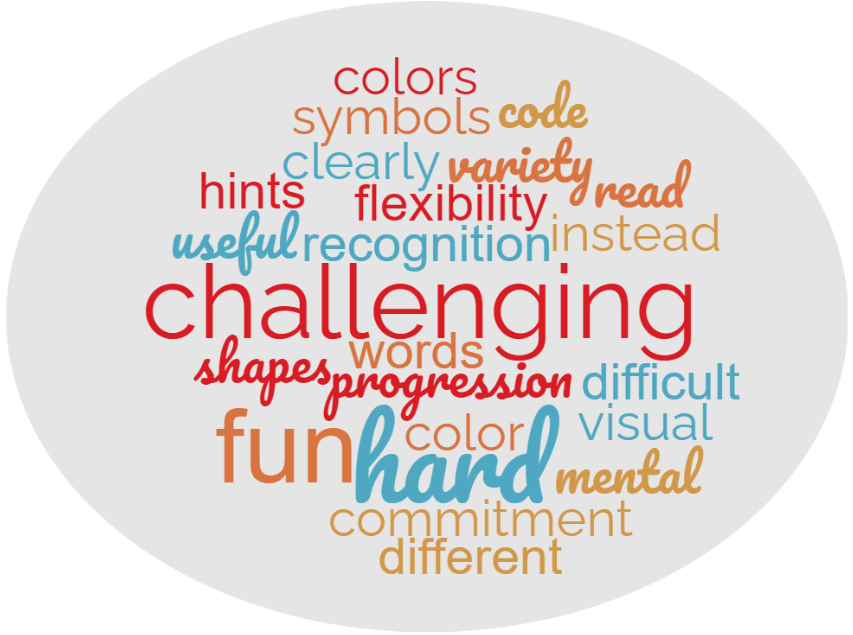 colors
symbols code
clearly variety
hints flexibility read
useful recognition instead
challenging
words
shapes progression difficult
fun hard color visual
mental
commitment
different